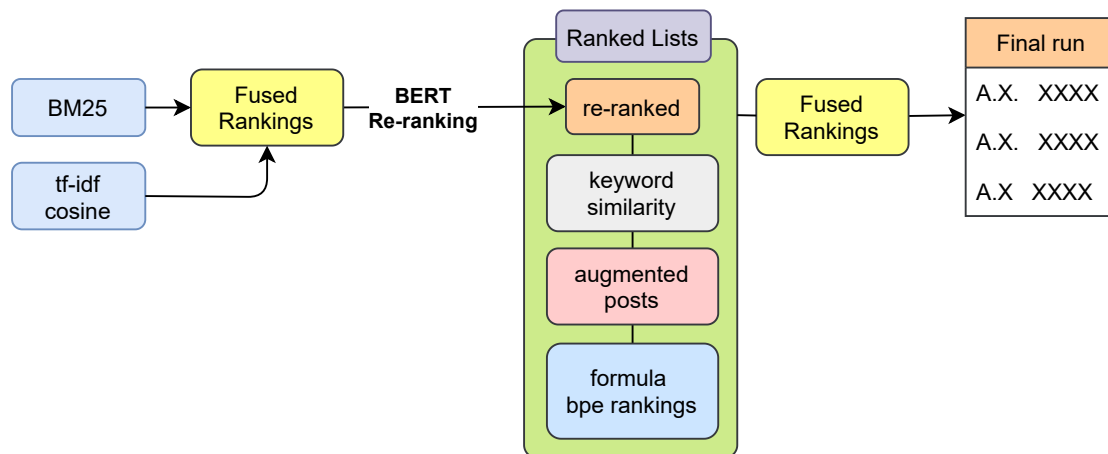 BM25
tf-idf
cosine
Fused
Rankings
BERT
Re-ranking
Ranked Lists
re-ranked
keyword
similarity
augmented
posts
formula
bpe rankings
Fused
Rankings
Final run
A.X. XXXX
A.X. XXXX
A.X XXXX